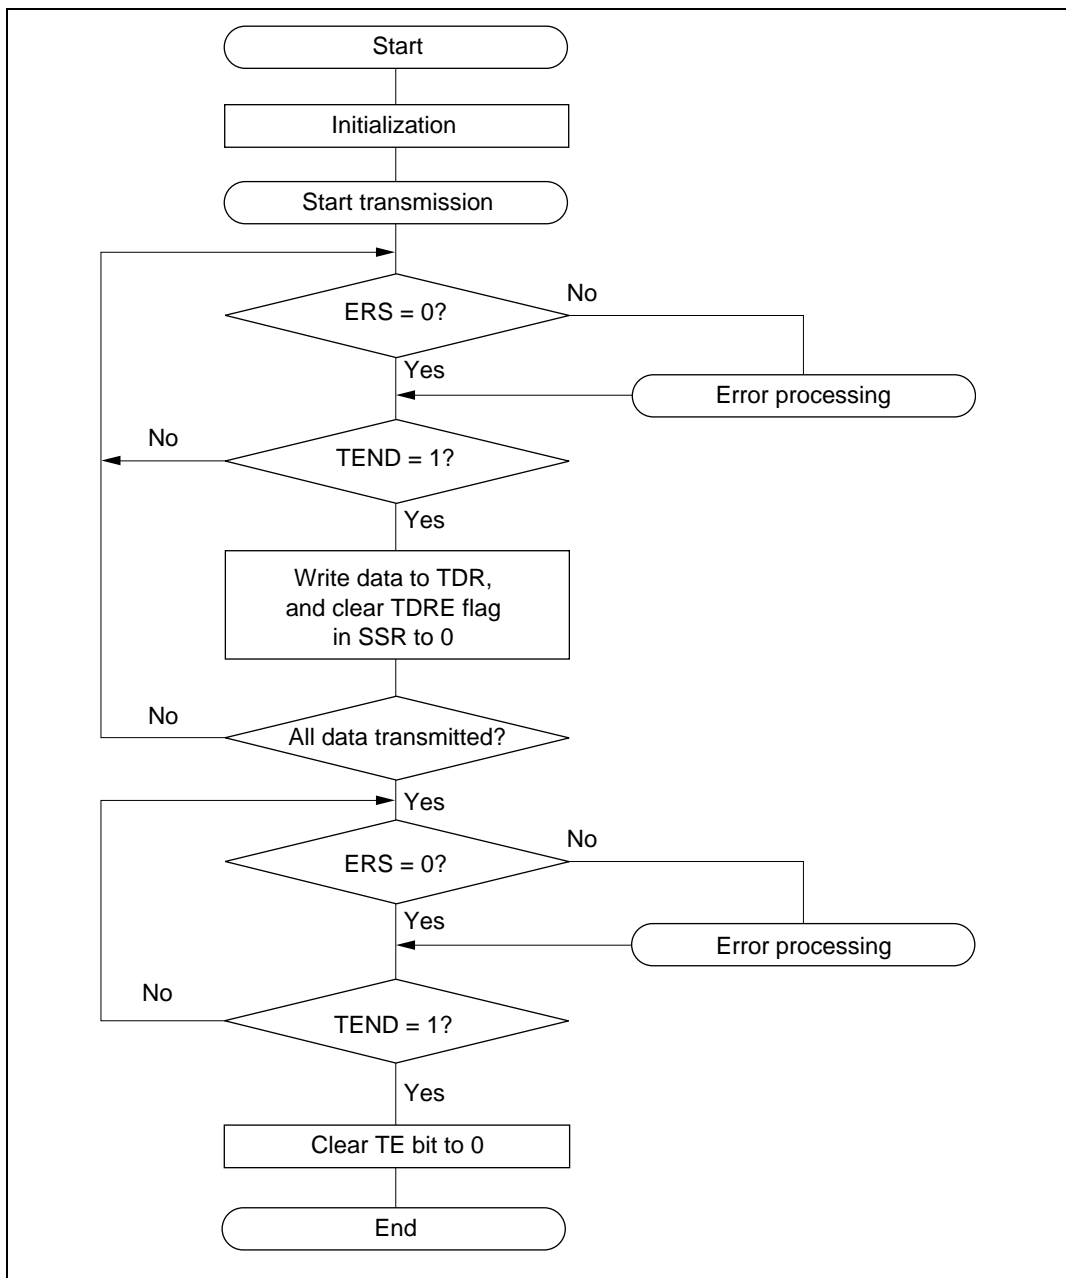 Start
Initialization
Start transmission
ERS = 0?
No
Yes
Error processing
No
TEND = 1?
Yes
Write data to TDR,
and clear TDRE flag
in SSR to 0
No
All data transmitted?
Yes
ERS = 0?
No
Yes
Error processing
No
TEND = 1?
Yes
Clear TE bit to 0
End